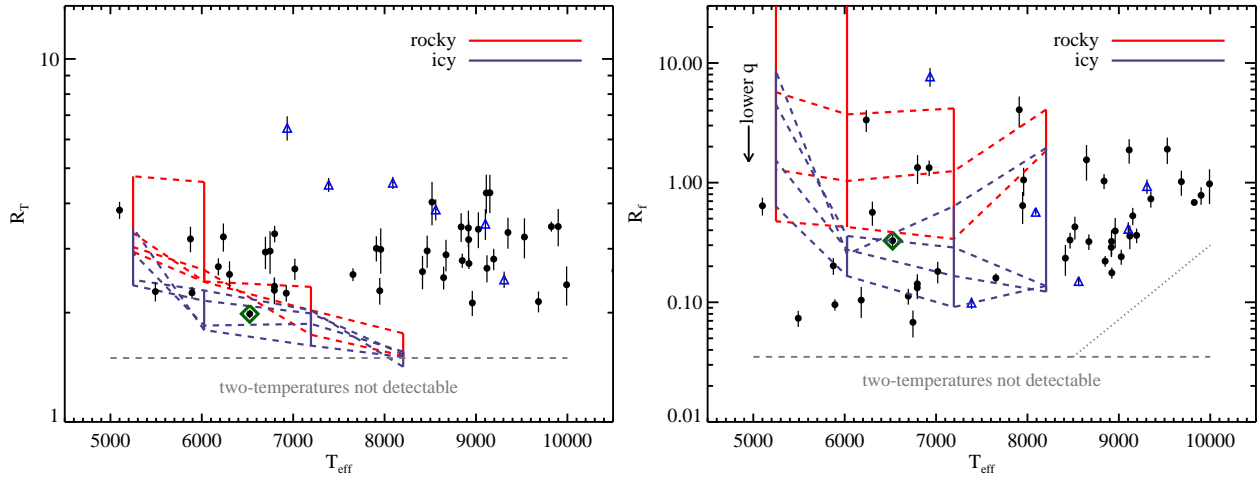 rocky
icy
10
R_T
1
two-temperatures not detectable
5000 6000 7000 8000 9000 10000
T_eff
rocky
icy
10.00
lower q
1.00
R_f
0.10
0.01
two-temperatures not detectable
5000 6000 7000 8000 9000 10000
T_eff